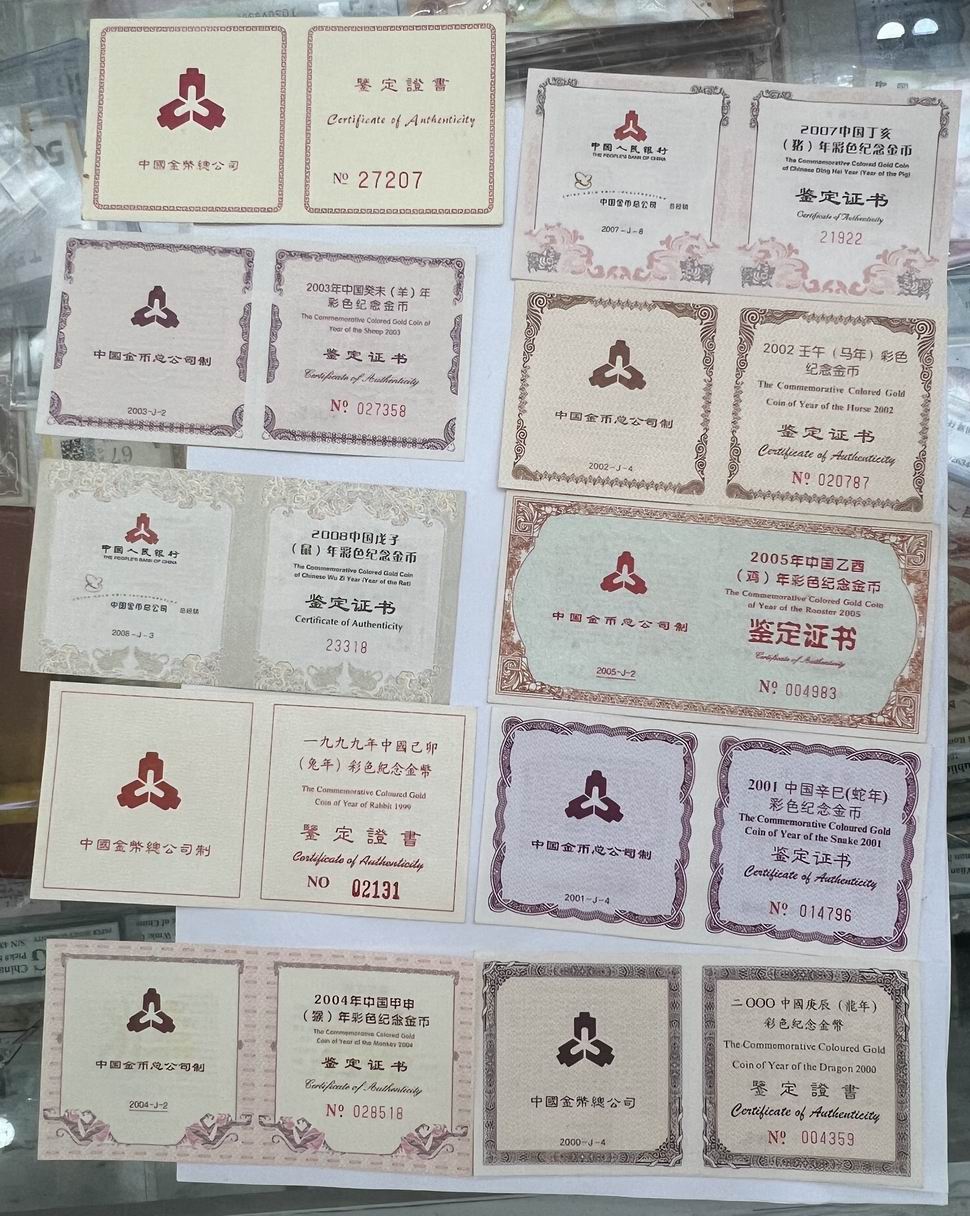 中國金幣總公司
鑒定證書
Certificate of Authenticity
№ 27207
中国人民银行
THE PEOPLE'S BANK OF CHINA
中国金币总公司 总经销
2007-J-8
2007中国丁亥
（猪）年彩色纪念金币
The Commemorative Colored Gold Coin
of Chinese Ding Hai Year (Year of the Pig)
鉴定证书
Certificate of Authenticity
21922
中國金币总公司制
2003-J-2
2003年中国癸未（羊）年
彩色纪念金币
The Commemorative Colored Gold Coin of
Year of the Sheep 2003
鉴定证书
Certificate of Authenticity
№ 027358
中国金币总公司制
2002-J-4
2002 壬午（马年）彩色
纪念金币
The Commemorative Colored Gold
Coin of Year of the Horse 2002
鉴定证书
Certificate of Authenticity
№ 020787
中国人民银行
THE PEOPLE'S BANK OF CHINA
中国金币总公司 总经销
2008-J-3
2008中国戊子
（鼠）年彩色纪念金币
The Commemorative Colored Gold Coin
of Chinese Wu Zi Year (Year of the Rat)
鉴定证书
Certificate of Authenticity
23318
中国金币总公司制
2005-J-2
2005年中国乙酉
（鸡）年彩色纪念金币
The Commemorative Colored Gold Coin
of Year of the Rooster 2005
鉴定证书
Certificate of Authenticity
№ 004983
中國金幣總公司制
一九九九年中國己卯
（兔年）彩色紀念金幣
The Commemorative Coloured Gold
Coin of Year of Rabbit 1999
鑒定證書
Certificate of Authenticity
NO 02131
中国金币总公司制
2001-J-4
2001 中国辛巳(蛇年)
彩色纪念金币
The Commemorative Coloured Gold
Coin of Year of the Snake 2001
鉴定证书
Certificate of Authenticity
№ 014796
中国金币总公司制
2004-J-2
2004年中国甲申
（猴）年彩色纪念金币
The Commemorative Colored Gold
Coin of Year of the Monkey 2004
鉴定证书
Certificate of Authenticity
№ 028518
中國金幣總公司
2000-J-4
二OOO 中國庚辰（龍年）
彩色紀念金幣
The Commemorative Coloured Gold
Coin of Year of the Dragon 2000
鑒定證書
Certificate of Authenticity
№ 004359